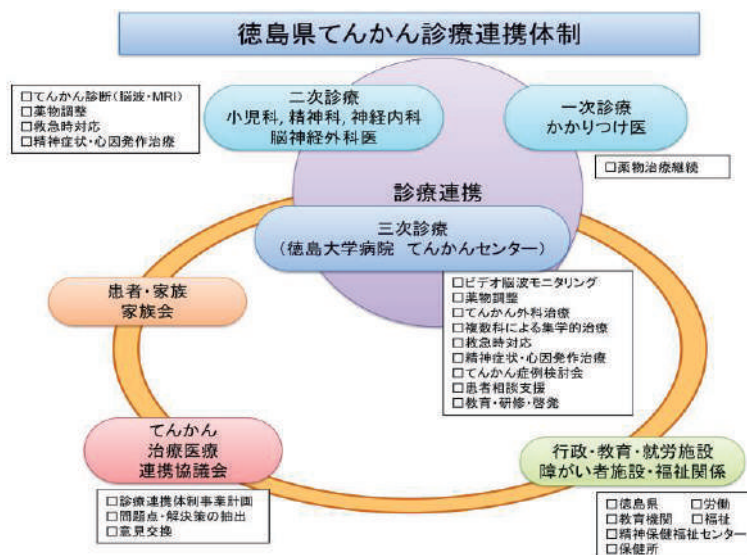 徳島県てんかん診療連携体制
□てんかん診断(脳波・MRI)
□薬物調整
□救急時対応
□精神症状・心因発作治療
二次診療
小児科, 精神科, 神経内科
脳神経外科医
一次診療
かかりつけ医
□薬物治療継続
診療連携
三次診療
(徳島大学病院 てんかんセンター)
□ビデオ脳波モニタリング
□薬物調整
□てんかん外科治療
□複数科による集学的治療
□救急時対応
□精神症状・心因発作治療
□てんかん症例検討会
□患者相談支援
□教育・研修・啓発
患者・家族
家族会
てんかん
治療医療
連携協議会
□診療連携体制事業計画
□問題点・解決策の抽出
□意見交換
行政・教育・就労施設
障がい者施設・福祉関係
□徳島県 □労働
□教育機関 □福祉
□精神保健福祉センター
□保健所